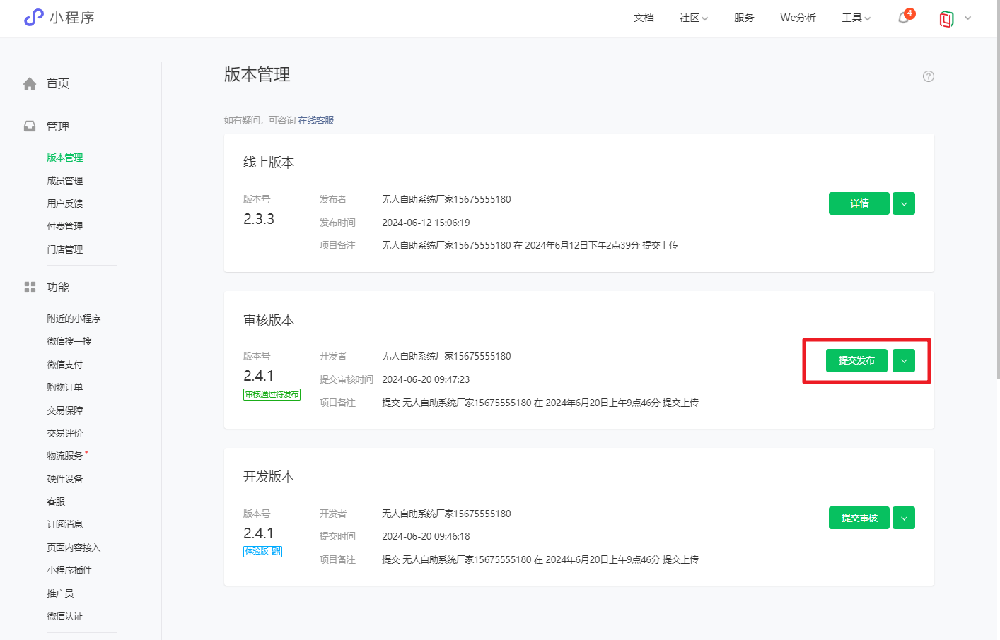 小程序
文档 社区 服务 We分析 工具 4
首页
管理
版本管理
成员管理
用户反馈
付费管理
门店管理
功能
附近的小程序
微信搜一搜
微信支付
购物订单
交易保障
交易评价
物流服务
硬件设备
客服
订阅消息
页面内容接入
小程序插件
推广员
微信认证
版本管理
如有疑问，可咨询 在线客服
线上版本
版本号
2.3.3
发布者 无人自助系统厂家15675555180
发布时间 2024-06-12 15:06:19
项目备注 无人自助系统厂家15675555180 在 2024年6月12日下午2点39分 提交上传
详情
审核版本
版本号
2.4.1
审核通过待发布
开发者 无人自助系统厂家15675555180
提交审核时间 2024-06-20 09:47:23
项目备注 提交 无人自助系统厂家15675555180 在 2024年6月20日上午9点46分 提交上传
提交发布
开发版本
版本号
2.4.1
体验版
开发者 无人自助系统厂家15675555180
提交时间 2024-06-20 09:46:18
项目备注 提交 无人自助系统厂家15675555180 在 2024年6月20日上午9点46分 提交上传
提交审核